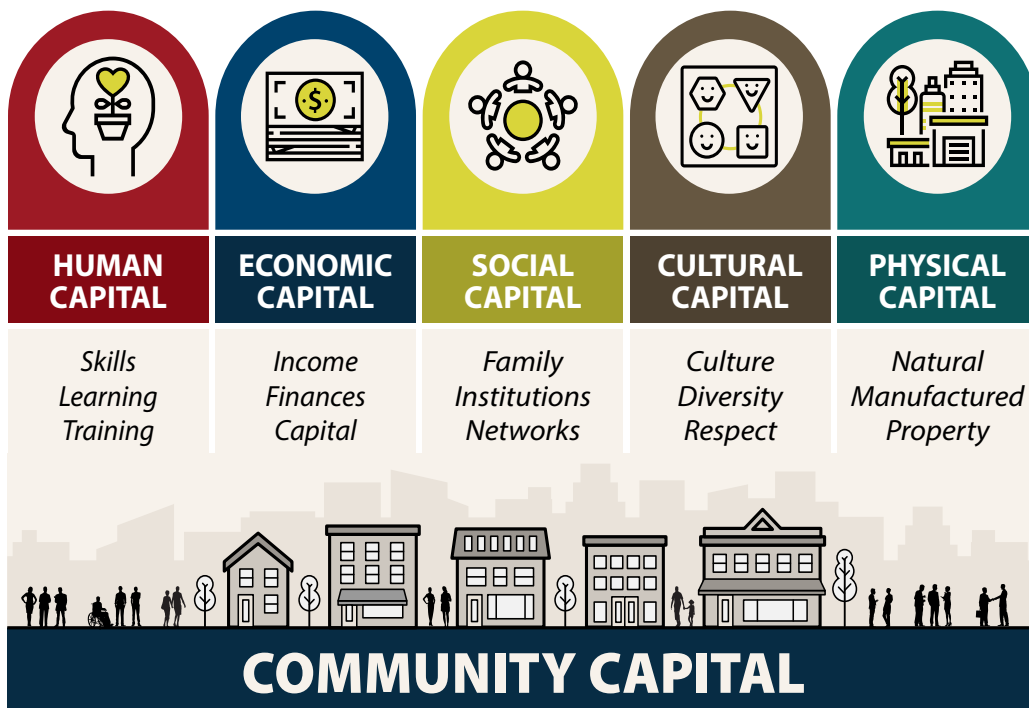 HUMAN
CAPITAL
Skills
Learning
Training
$
ECONOMIC
CAPITAL
Income
Finances
Capital
SOCIAL
CAPITAL
Family
Institutions
Networks
CULTURAL
CAPITAL
Culture
Diversity
Respect
PHYSICAL
CAPITAL
Natural
Manufactured
Property
COMMUNITY CAPITAL